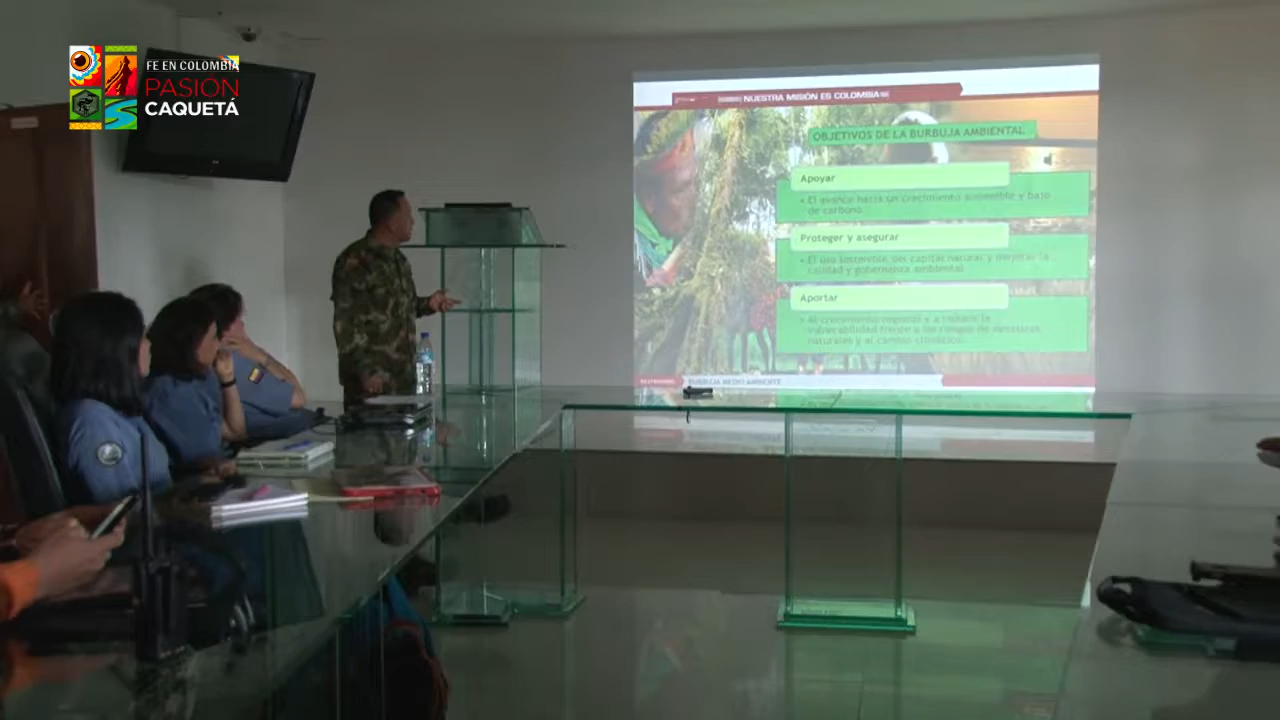 FE EN COLOMBIA
PASIÓN
CAQUETÁ
NUESTRA MISIÓN ES COLOMBIA
OBJETIVOS DE LA BURBUJA AMBIENTAL
Apoyar
• El avance hacia un crecimiento sostenible y bajo
de carbono
Proteger y asegurar
• El uso sostenible del capital natural y mejorar la
calidad y gobernanza ambiental
Aportar
• Al crecimiento y a reducir la
vulnerabilidad frente a los riesgos de desastres
naturales y al cambio climático.
BURBUJA MEDIO AMBIENTE